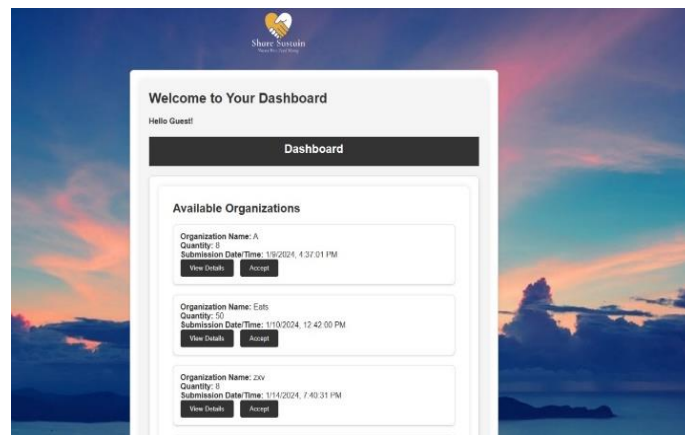 Share Sustain
Welcome to Your Dashboard
Hello Guest!
Dashboard
Available Organizations
Organization Name: A
Quantity: 8
Submission Date/Time: 1/9/2024, 4:37:01 PM
View Details Accept
Organization Name: Eats
Quantity: 50
Submission Date/Time: 1/10/2024, 12:42:00 PM
View Details Accept
Organization Name: zxv
Quantity: 8
Submission Date/Time: 1/14/2024, 7:40:31 PM
View Details Accept